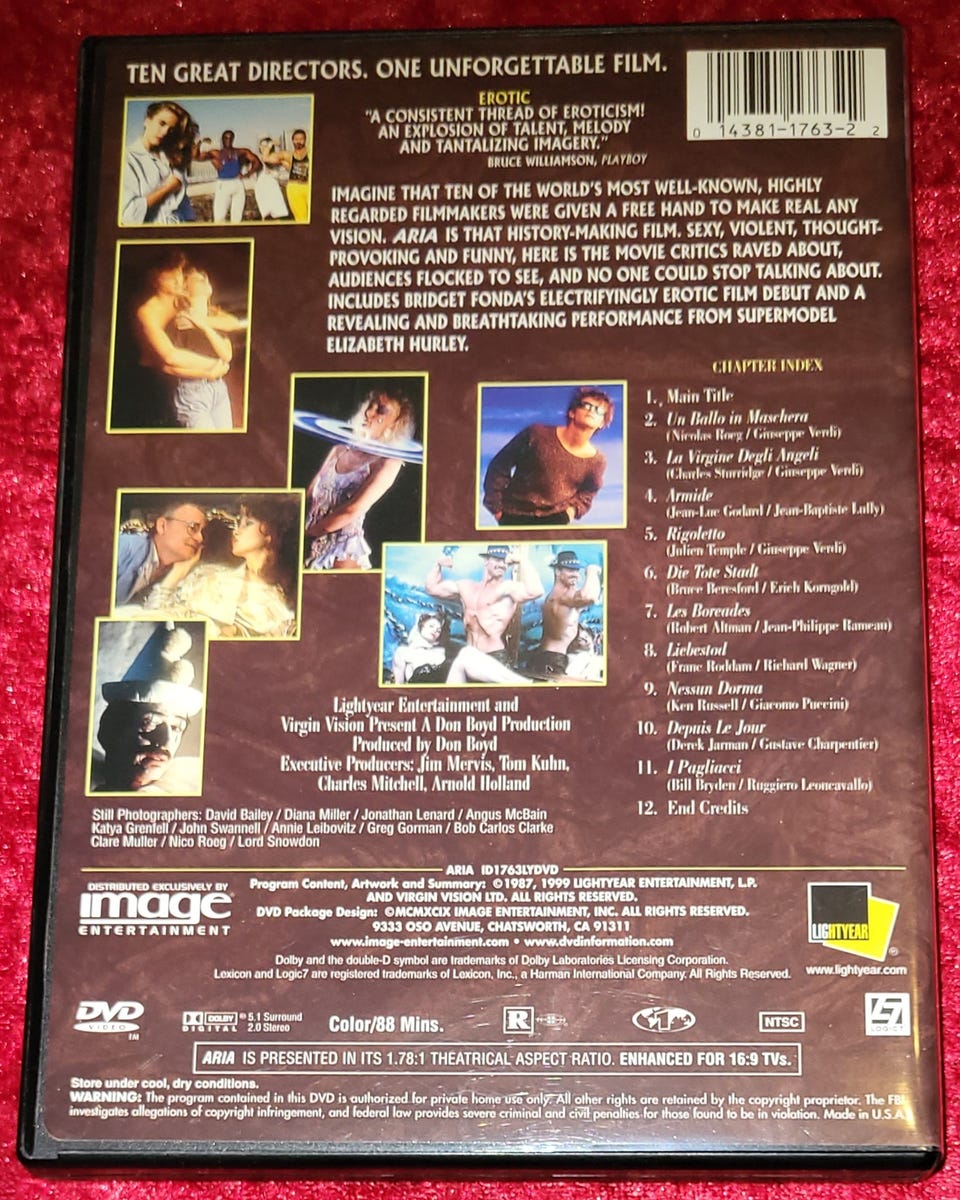 TEN GREAT DIRECTORS. ONE UNFORGETTABLE FILM.
0 14381-1763-2 2
EROTIC
"A CONSISTENT THREAD OF EROTICISM!
AN EXPLOSION OF TALENT, MELODY
AND TANTALIZING IMAGERY."
BRUCE WILLIAMSON, PLAYBOY
IMAGINE THAT TEN OF THE WORLD'S MOST WELL-KNOWN, HIGHLY
REGARDED FILMMAKERS WERE GIVEN A FREE HAND TO MAKE REAL ANY
VISION. ARIA IS THAT HISTORY-MAKING FILM. SEXY, VIOLENT, THOUGHT-
PROVOKING AND FUNNY, HERE IS THE MOVIE CRITICS RAVED ABOUT,
AUDIENCES FLOCKED TO SEE, AND NO ONE COULD STOP TALKING ABOUT.
INCLUDES BRIDGET FONDA'S ELECTRIFYINGLY EROTIC FILM DEBUT AND A
REVEALING AND BREATHTAKING PERFORMANCE FROM SUPERMODEL
ELIZABETH HURLEY.
CHAPTER INDEX
1. Main Title
2. Un Ballo in Maschera
(Nicolas Roeg / Giuseppe Verdi)
3. La Virgine Degli Angeli
(Charles Sturridge / Giuseppe Verdi)
4. Armide
(Jean-Luc Godard / Jean-Baptiste Lully)
5. Rigoletto
(Julien Temple / Giuseppe Verdi)
6. Die Tote Stadt
(Bruce Beresford / Erich Korngold)
7. Les Boreades
(Robert Altman / Jean-Philippe Rameau)
8. Liebestod
(Franc Roddam / Richard Wagner)
9. Nessun Dorma
(Ken Russell / Giacomo Puccini)
10. Depuis Le Jour
(Derek Jarman / Gustave Charpentier)
11. I Pagliacci
(Bill Bryden / Ruggiero Leoncavallo)
12. End Credits
Lightyear Entertainment and
Virgin Vision Present A Don Boyd Production
Produced by Don Boyd
Executive Producers: Jim Mervis, Tom Kuhn,
Charles Mitchell, Arnold Holland
Still Photographers: David Bailey / Diana Miller / Jonathan Lenard / Angus McBain
Katya Grenfell / John Swannell / Annie Leibovitz / Greg Gorman / Bob Carlos Clarke
Clare Muller / Nico Roeg / Lord Snowdon
ARIA ID1763LYDVD
DISTRIBUTED EXCLUSIVELY BY
image
ENTERTAINMENT
Program Content, Artwork and Summary: ©1987, 1999 LIGHTYEAR ENTERTAINMENT, L.P.
AND VIRGIN VISION LTD. ALL RIGHTS RESERVED.
DVD Package Design: ©MCMXCIX IMAGE ENTERTAINMENT, INC. ALL RIGHTS RESERVED.
9333 OSO AVENUE, CHATSWORTH, CA 91311
www.image-entertainment.com • www.dvdinformation.com
Dolby and the double-D symbol are trademarks of Dolby Laboratories Licensing Corporation.
Lexicon and Logic7 are registered trademarks of Lexicon, Inc., a Harman International Company. All Rights Reserved.
LIGHTYEAR ®
www.lightyear.com
DVD
VIDEO
TM
DOLBY ®
DIGITAL
5.1 Surround
2.0 Stereo
Color/88 Mins.
R
1
NTSC
L7
LOGIC7
ARIA IS PRESENTED IN ITS 1.78:1 THEATRICAL ASPECT RATIO. ENHANCED FOR 16:9 TVs.
Store under cool, dry conditions.
WARNING: The program contained in this DVD is authorized for private home use only. All other rights are retained by the copyright proprietor. The FBI
investigates allegations of copyright infringement, and federal law provides severe criminal and civil penalties for those found to be in violation. Made in U.S.A.